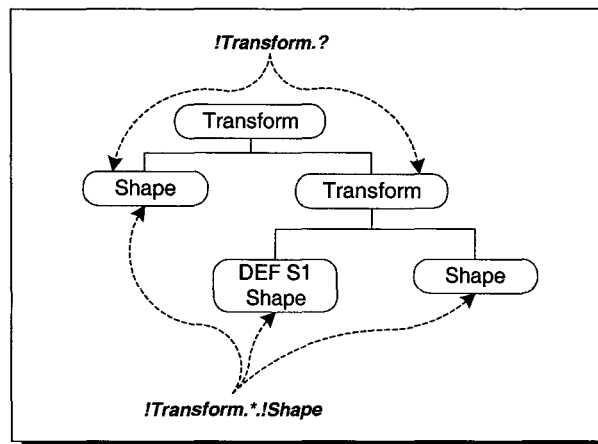 !Transform.?
Transform
Shape
Transform
DEF S1
Shape
Shape
!Transform.*.!Shape